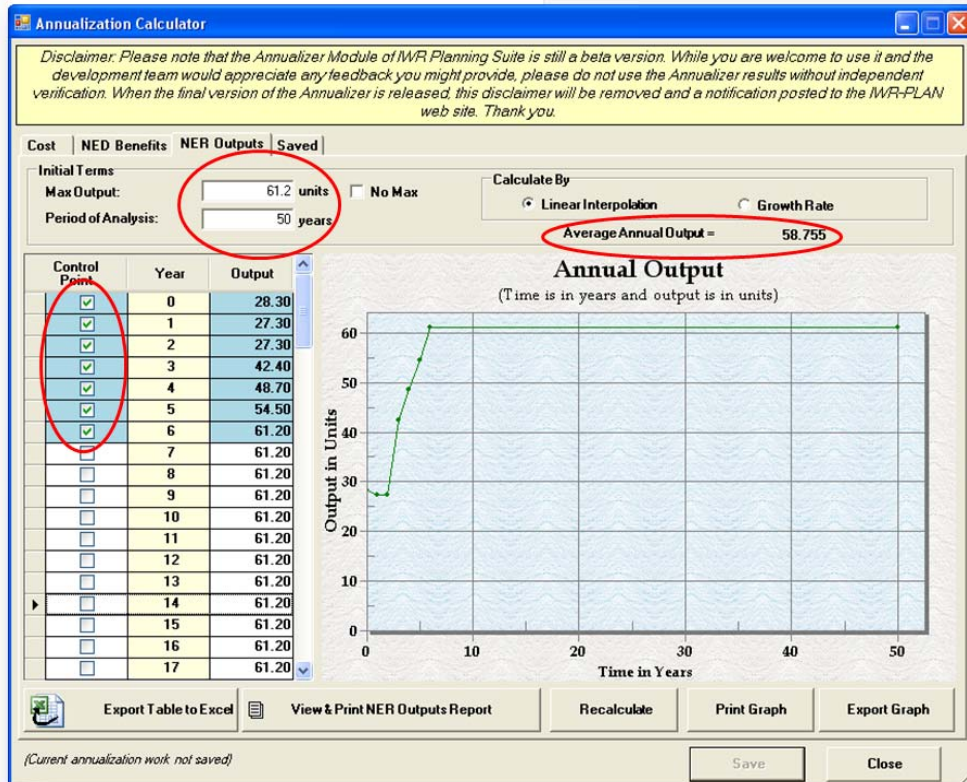 Annualization Calculator
Disclaimer: Please note that the Annualizer Module of IWR Planning Suite is still a beta version. While you are welcome to use it and the
development team would appreciate any feedback you might provide, please do not use the Annualizer results without independent
verification. When the final version of the Annualizer is released, this disclaimer will be removed and a notification posted to the IWR-PLAN
web site. Thank you.
Cost NED Benefits NER Outputs Saved
Initial Terms
Max Output: 61.2 units No Max
Period of Analysis: 50 years
Calculate By
Linear Interpolation Growth Rate
Average Annual Output = 58.755
Control Point Year Output
0 28.30
1 27.30
2 27.30
3 42.40
4 48.70
5 54.50
6 61.20
7 61.20
8 61.20
9 61.20
10 61.20
11 61.20
12 61.20
13 61.20
14 61.20
15 61.20
16 61.20
17 61.20
Annual Output
(Time is in years and output is in units)
Output in Units
60
50
40
30
20
10
0
0 10 20 30 40 50
Time in Years
Export Table to Excel View & Print NER Outputs Report Recalculate Print Graph Export Graph
(Current annualization work not saved) Save Close